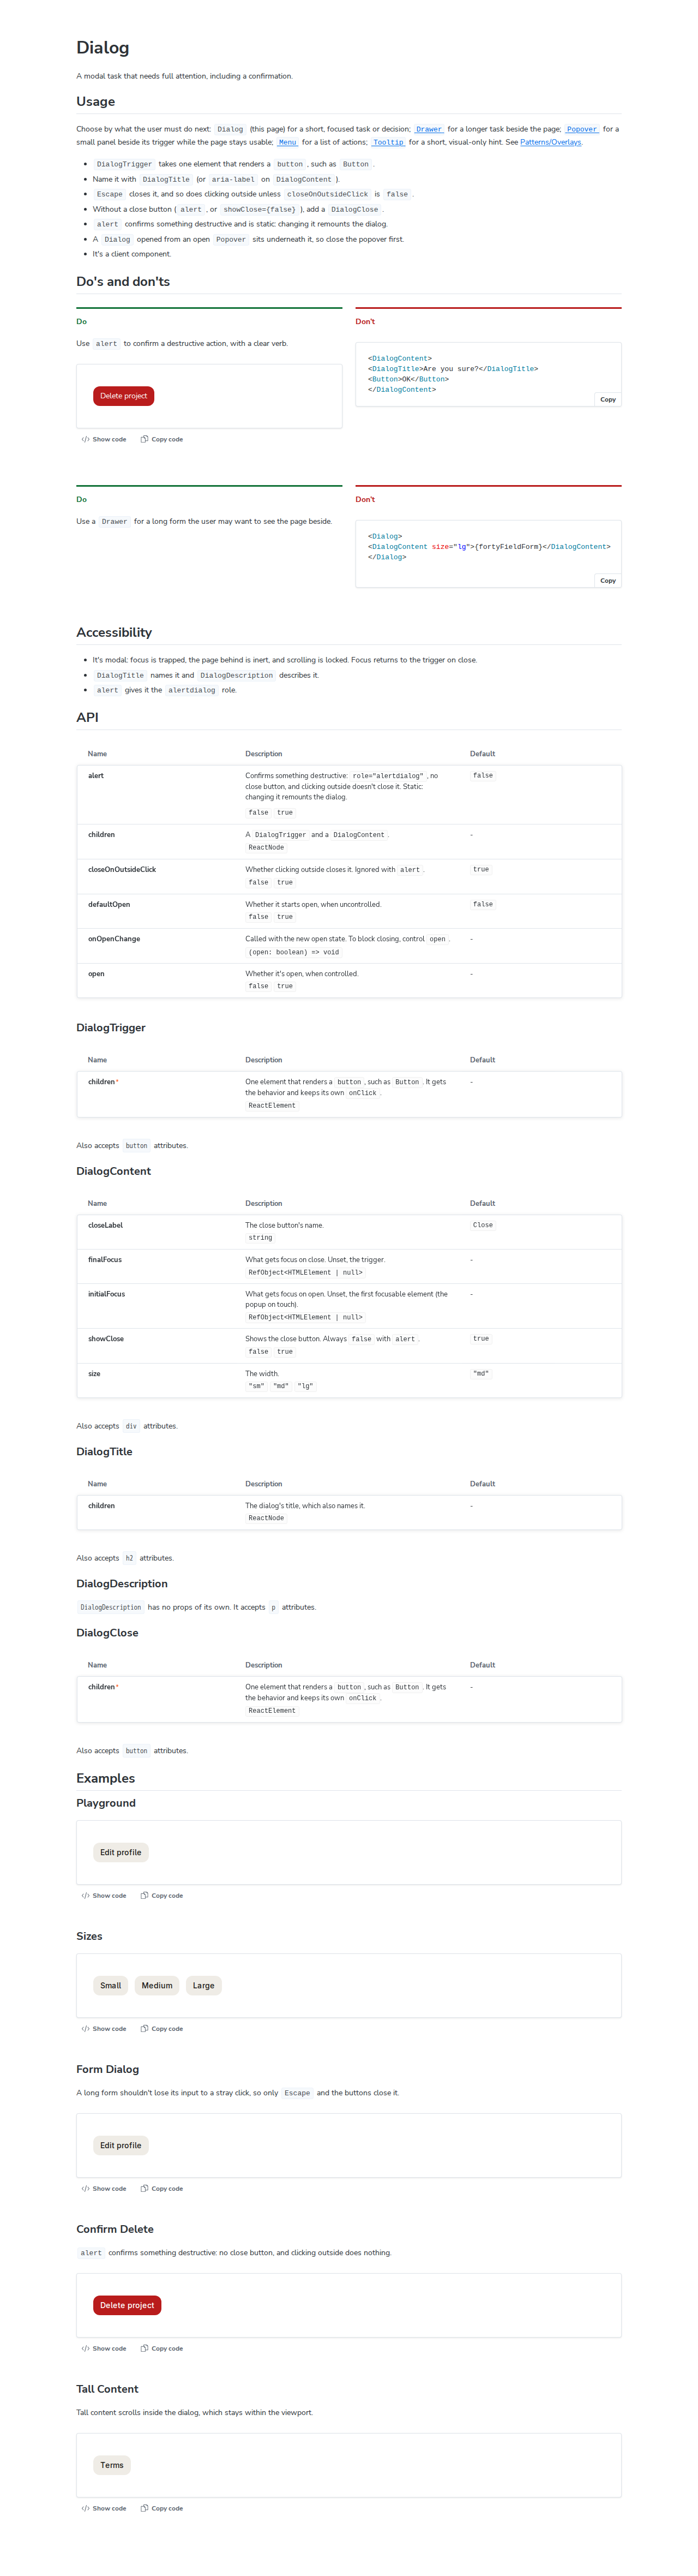 Dialog
A modal task that needs full attention, including a confirmation.
Usage
Choose by what the user must do next: Dialog (this page) for a short, focused task or decision; Drawer for a longer task beside the page; Popover for a
small panel beside its trigger while the page stays usable; Menu for a list of actions; Tooltip for a short, visual-only hint. See Patterns/Overlays.
DialogTrigger takes one element that renders a button, such as Button.
Name it with DialogTitle (or aria-label on DialogContent).
Escape closes it, and so does clicking outside unless closeOnOutsideClick is false.
Without a close button (alert, or showClose={false}), add a DialogClose.
alert confirms something destructive and is static: changing it remounts the dialog.
A Dialog opened from an open Popover sits underneath it, so close the popover first.
It's a client component.
Do's and don'ts
Do
Use alert to confirm a destructive action, with a clear verb.
Delete project
Show code Copy code
Don't
<DialogContent>
<DialogTitle>Are you sure?</DialogTitle>
<Button>OK</Button>
</DialogContent>
Copy
Do
Use a Drawer for a long form the user may want to see the page beside.
Don't
<Dialog>
<DialogContent size="lg">{fortyFieldForm}</DialogContent>
</Dialog>
Copy
Accessibility
It's modal: focus is trapped, the page behind is inert, and scrolling is locked. Focus returns to the trigger on close.
DialogTitle names it and DialogDescription describes it.
alert gives it the alertdialog role.
API
Name Description Default
alert Confirms something destructive: role="alertdialog", no false
close button, and clicking outside doesn't close it. Static:
changing it remounts the dialog.
false true
children A DialogTrigger and a DialogContent. -
ReactNode
closeOnOutsideClick Whether clicking outside closes it. Ignored with alert. true
false true
defaultOpen Whether it starts open, when uncontrolled. false
false true
onOpenChange Called with the new open state. To block closing, control open. -
(open: boolean) => void
open Whether it's open, when controlled. -
false true
DialogTrigger
Name Description Default
children* One element that renders a button, such as Button. It gets -
the behavior and keeps its own onClick.
ReactElement
Also accepts button attributes.
DialogContent
Name Description Default
closeLabel The close button's name. Close
string
finalFocus What gets focus on close. Unset, the trigger. -
RefObject<HTMLElement | null>
initialFocus What gets focus on open. Unset, the first focusable element (the -
popup on touch).
RefObject<HTMLElement | null>
showClose Shows the close button. Always false with alert. true
false true
size The width. "md"
"sm" "md" "lg"
Also accepts div attributes.
DialogTitle
Name Description Default
children The dialog's title, which also names it. -
ReactNode
Also accepts h2 attributes.
DialogDescription
DialogDescription has no props of its own. It accepts p attributes.
DialogClose
Name Description Default
children* One element that renders a button, such as Button. It gets -
the behavior and keeps its own onClick.
ReactElement
Also accepts button attributes.
Examples
Playground
Edit profile
Show code Copy code
Sizes
Small Medium Large
Show code Copy code
Form Dialog
A long form shouldn't lose its input to a stray click, so only Escape and the buttons close it.
Edit profile
Show code Copy code
Confirm Delete
alert confirms something destructive: no close button, and clicking outside does nothing.
Delete project
Show code Copy code
Tall Content
Tall content scrolls inside the dialog, which stays within the viewport.
Terms
Show code Copy code